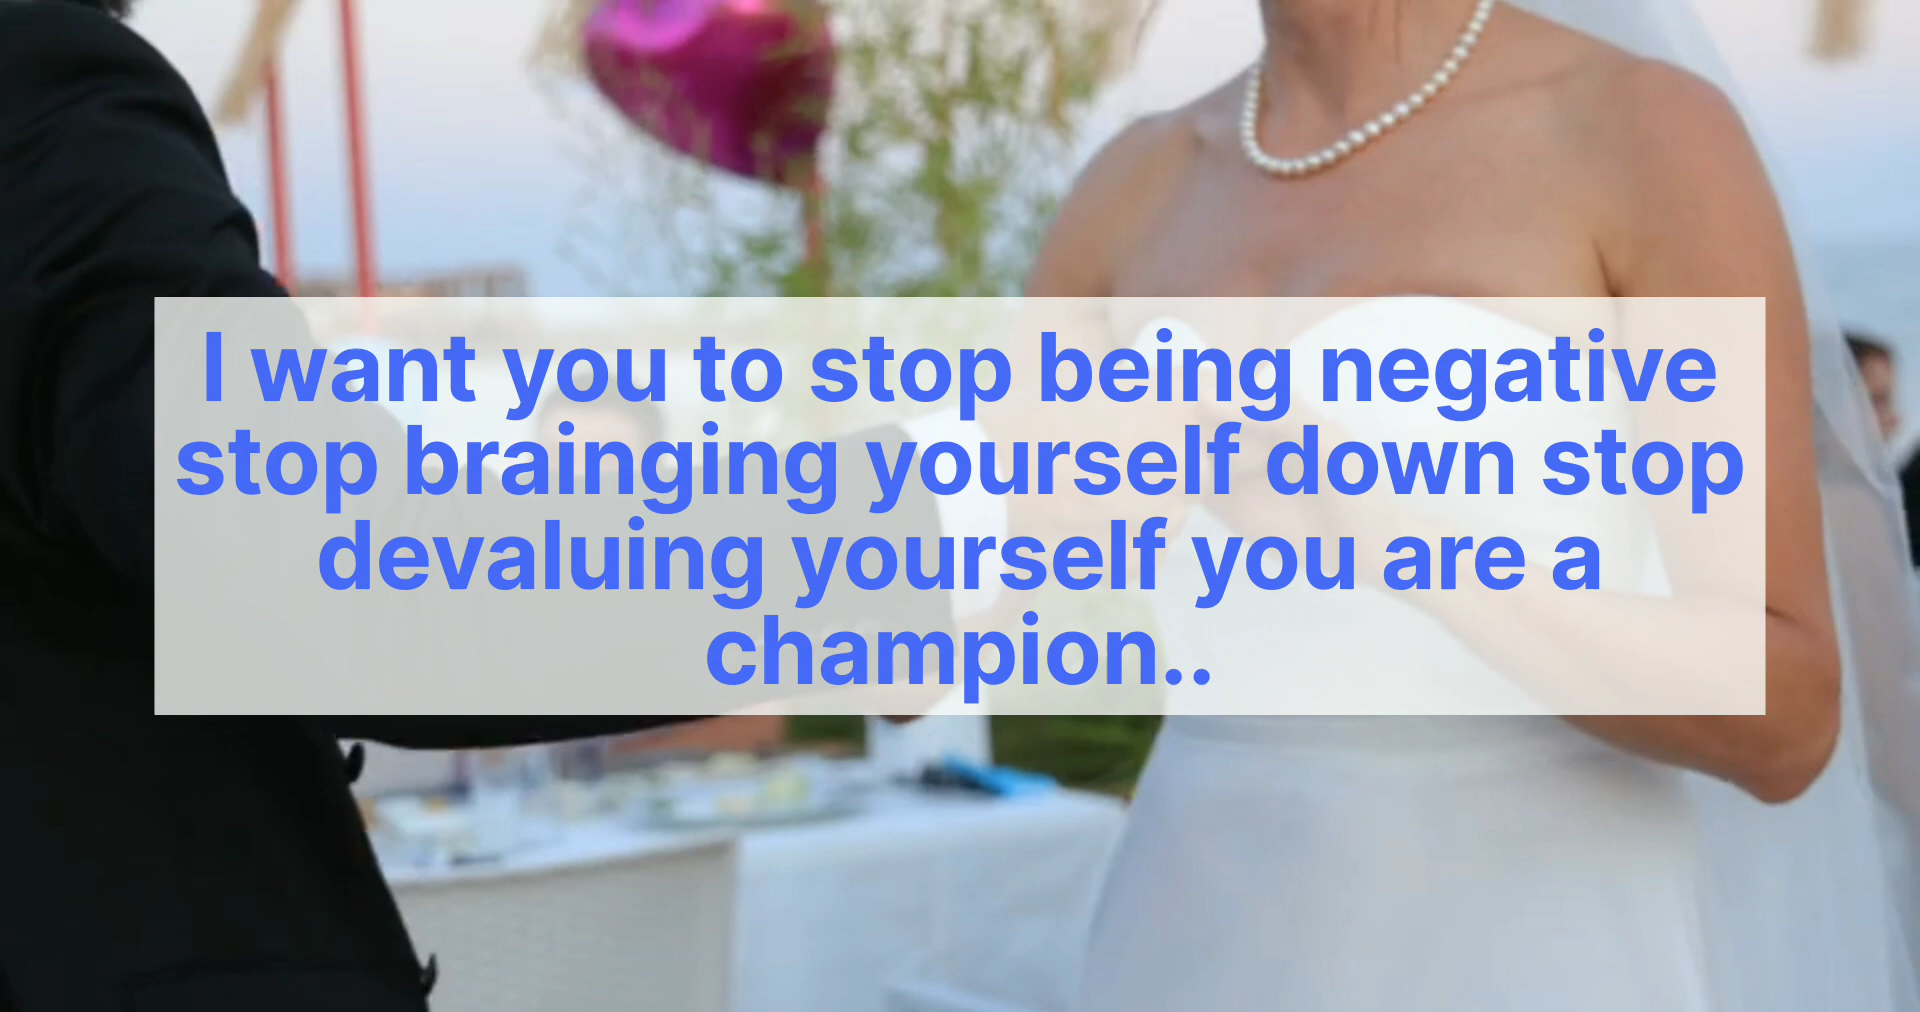 I want you to stop being negative
stop brainging yourself down stop
devaluing yourself you are a
champion..